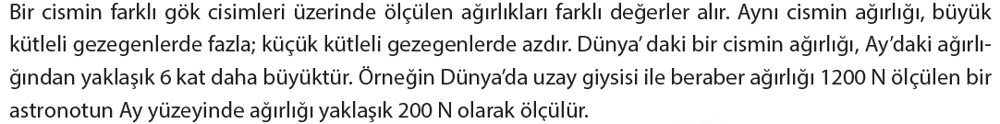 Bir cismin farklı gök cisimleri üzerinde ölçülen ağırlıkları farklı değerler alır. Aynı cismin ağırlığı, büyük
kütleli gezegenlerde fazla; küçük kütleli gezegenlerde azdır. Dünya’ daki bir cismin ağırlığı, Ay’daki ağırlı-
ğından yaklaşık 6 kat daha büyüktür. Örneğin Dünya’da uzay giysisi ile beraber ağırlığı 1200 N ölçülen bir
astronotun Ay yüzeyinde ağırlığı yaklaşık 200 N olarak ölçülür.